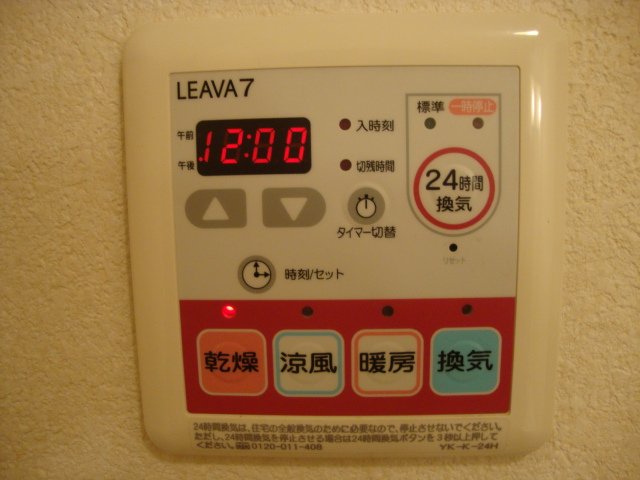 LEAVA7
午前
12:00
午後
入時刻
切残時間
タイマー切替
時刻/セット
標準 一時停止
24時間
換気
リセット
乾燥 涼風 暖房 換気
24時間換気は、住宅の全般換気のために必要なので、停止させないでください。
ただし、24時間換気を停止させる場合は24時間換気ボタンを3秒以上押して
ください。 0120-011-408 YK-K-24H